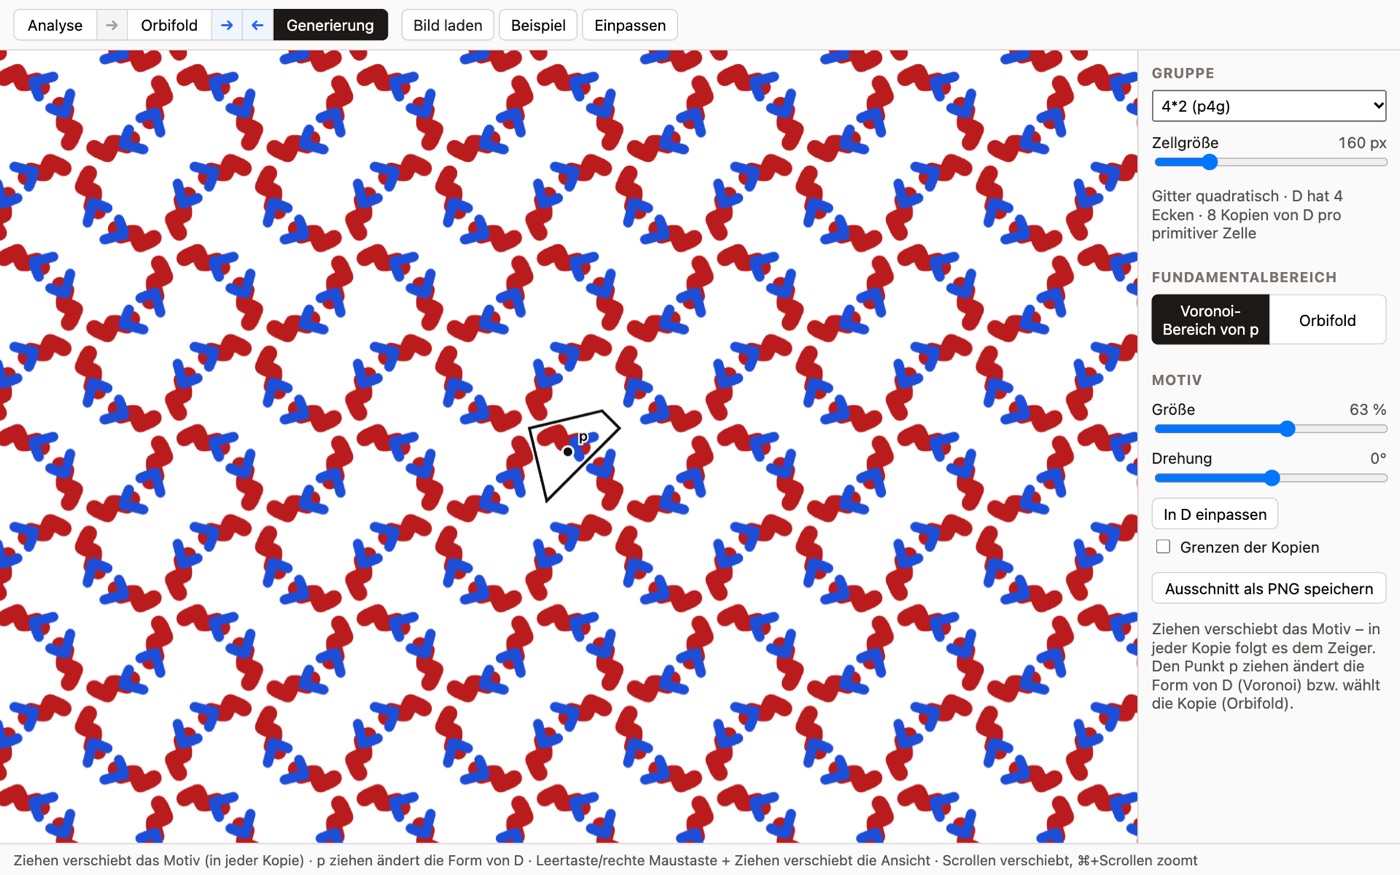 Analyse → Orbifold → ← Generierung Bild laden Beispiel Einpassen
GRUPPE
4*2 (p4g)
Zellgröße 160 px
Gitter quadratisch · D hat 4
Ecken · 8 Kopien von D pro
primitiver Zelle
FUNDAMENTALBEREICH
Voronoi-
Bereich von p
Orbifold
MOTIV
Größe 63 %
Drehung 0°
In D einpassen
Grenzen der Kopien
Ausschnitt als PNG speichern
Ziehen verschiebt das Motiv – in
jeder Kopie folgt es dem Zeiger.
Den Punkt p ziehen ändert die
Form von D (Voronoi) bzw. wählt
die Kopie (Orbifold).
p
Ziehen verschiebt das Motiv (in jeder Kopie) · p ziehen ändert die Form von D · Leertaste/rechte Maustaste + Ziehen verschiebt die Ansicht · Scrollen verschiebt, ⌘+Scrollen zoomt